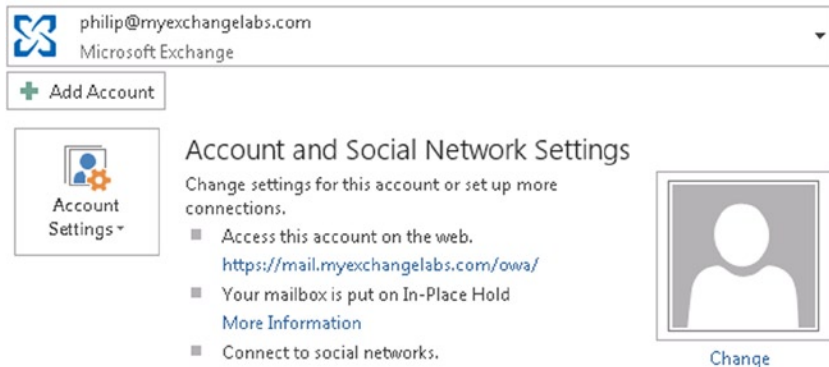 philip@myexchangelabs.com
Microsoft Exchange
Add Account
Account
Settings
Account and Social Network Settings
Change settings for this account or set up more
connections.
Access this account on the web.
https://mail.myexchangelabs.com/owa/
Your mailbox is put on In-Place Hold
More Information
Connect to social networks.
Change